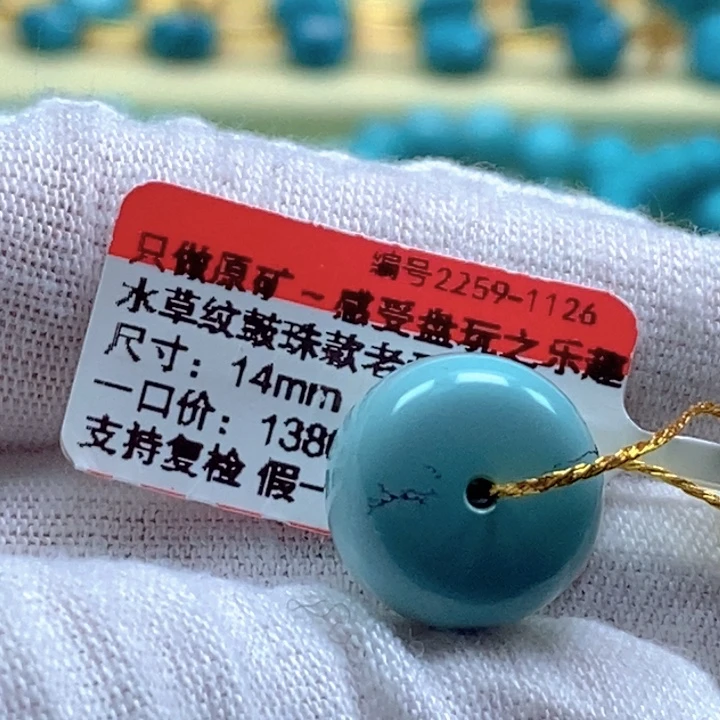 编号2259-1126
只做原矿~感受盘玩之乐趣
水草纹鼓珠款老
尺寸：14mm
一口价：138
支持复检 假一